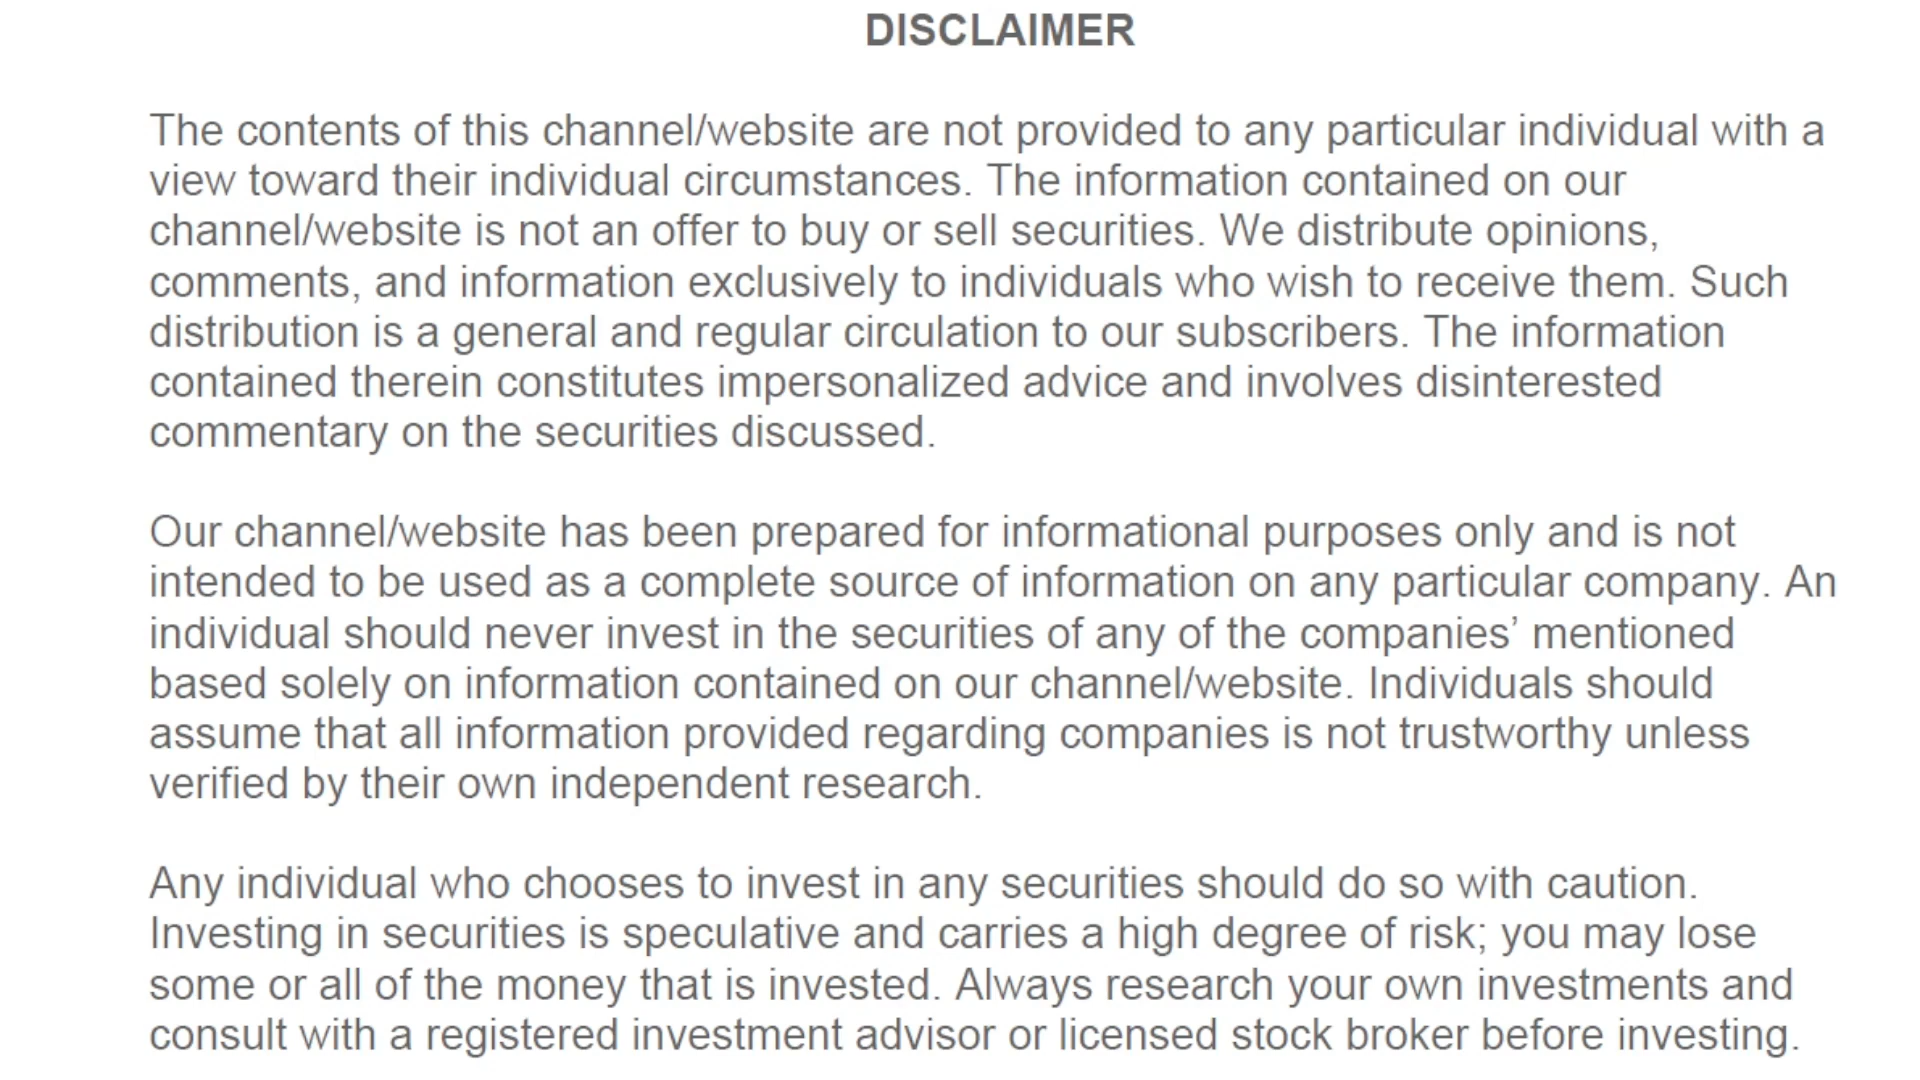 DISCLAIMER
The contents of this channel/website are not provided to any particular individual with a
view toward their individual circumstances. The information contained on our
channel/website is not an offer to buy or sell securities. We distribute opinions,
comments, and information exclusively to individuals who wish to receive them. Such
distribution is a general and regular circulation to our subscribers. The information
contained therein constitutes impersonalized advice and involves disinterested
commentary on the securities discussed.
Our channel/website has been prepared for informational purposes only and is not
intended to be used as a complete source of information on any particular company. An
individual should never invest in the securities of any of the companies’ mentioned
based solely on information contained on our channel/website. Individuals should
assume that all information provided regarding companies is not trustworthy unless
verified by their own independent research.
Any individual who chooses to invest in any securities should do so with caution.
Investing in securities is speculative and carries a high degree of risk; you may lose
some or all of the money that is invested. Always research your own investments and
consult with a registered investment advisor or licensed stock broker before investing.